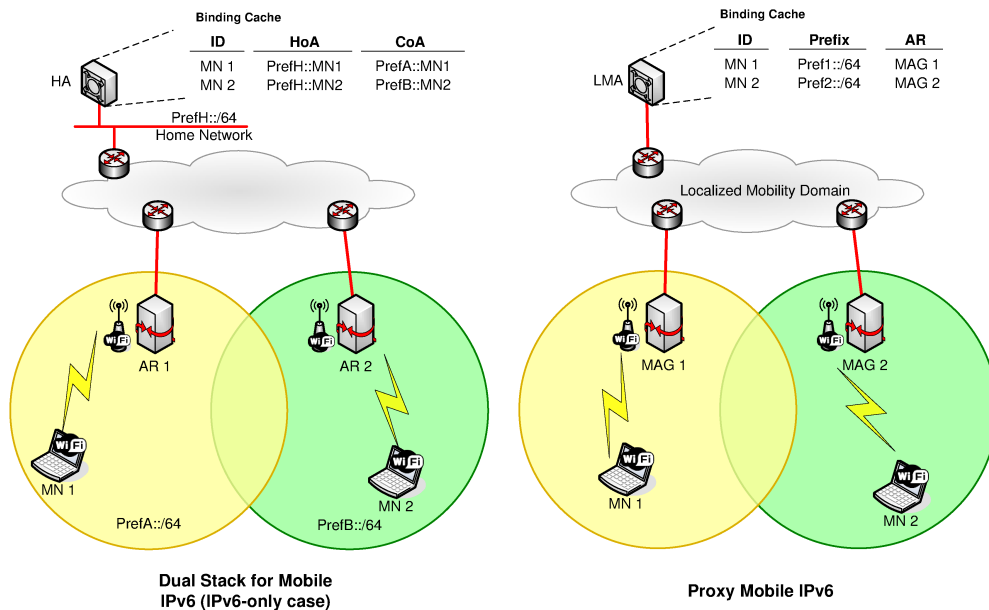 Binding Cache
ID HoA CoA
MN 1 PrefH::MN1 PrefA::MN1
MN 2 PrefH::MN2 PrefB::MN2
HA
PrefH::/64
Home Network
AR 1
AR 2
Wi Fi
Wi Fi
Wi Fi
MN 1
Wi Fi
MN 2
PrefA::/64
PrefB::/64
Dual Stack for Mobile
IPv6 (IPv6-only case)
Binding Cache
ID Prefix AR
MN 1 Pref1::/64 MAG 1
MN 2 Pref2::/64 MAG 2
LMA
Localized Mobility Domain
Wi Fi
Wi Fi
MAG 1
MAG 2
Wi Fi
MN 1
Wi Fi
MN 2
Proxy Mobile IPv6